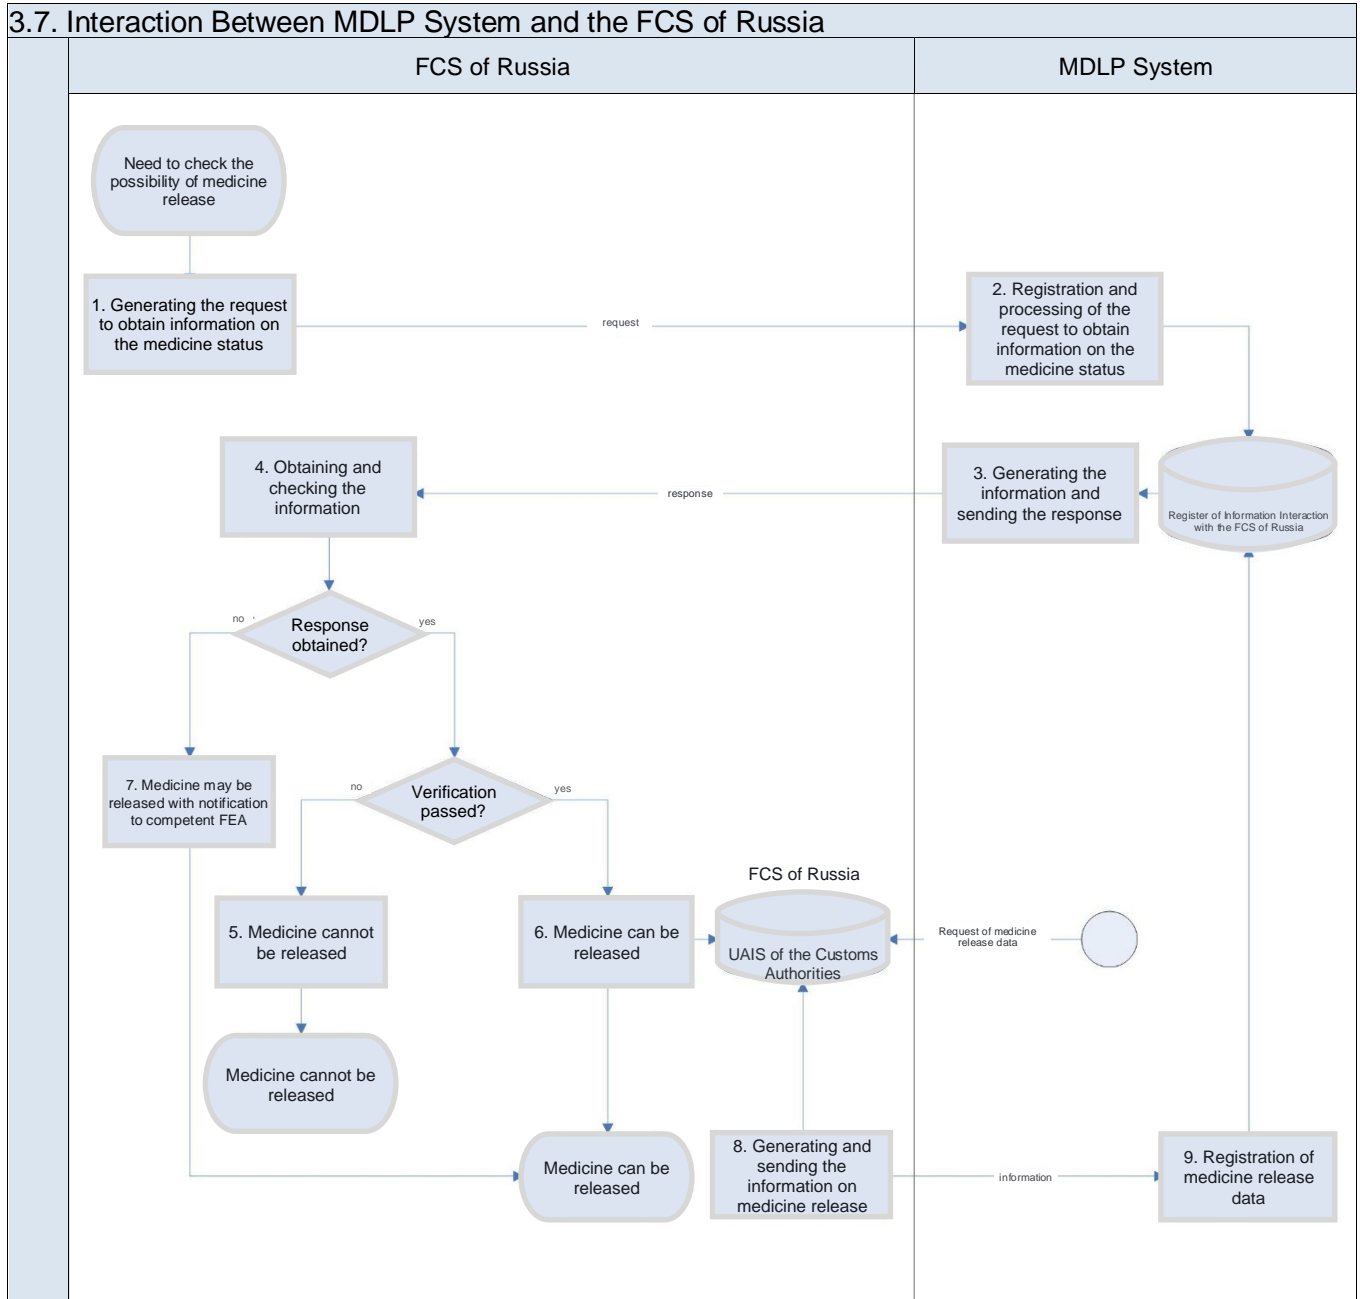 3.7. Interaction Between MDLP System and the FCS of Russia
FCS of Russia
MDLP System
Need to check the
possibility of medicine
release
1. Generating the request
to obtain information on
the medicine status
request
2. Registration and
processing of the
request to obtain
information on the
medicine status
4. Obtaining and
checking the
information
response
3. Generating the
information and
sending the response
Register of Information Interaction
with the FCS of Russia
no
Response
obtained?
yes
7. Medicine may be
released with notification
to competent FEA
no
Verification
passed?
yes
5. Medicine cannot
be released
6. Medicine can be
released
FCS of Russia
UAIS of the Customs
Authorities
Request of medicine
release data
Medicine cannot be
released
Medicine can be
released
8. Generating and
sending the
information on
medicine release
information
9. Registration of
medicine release
data